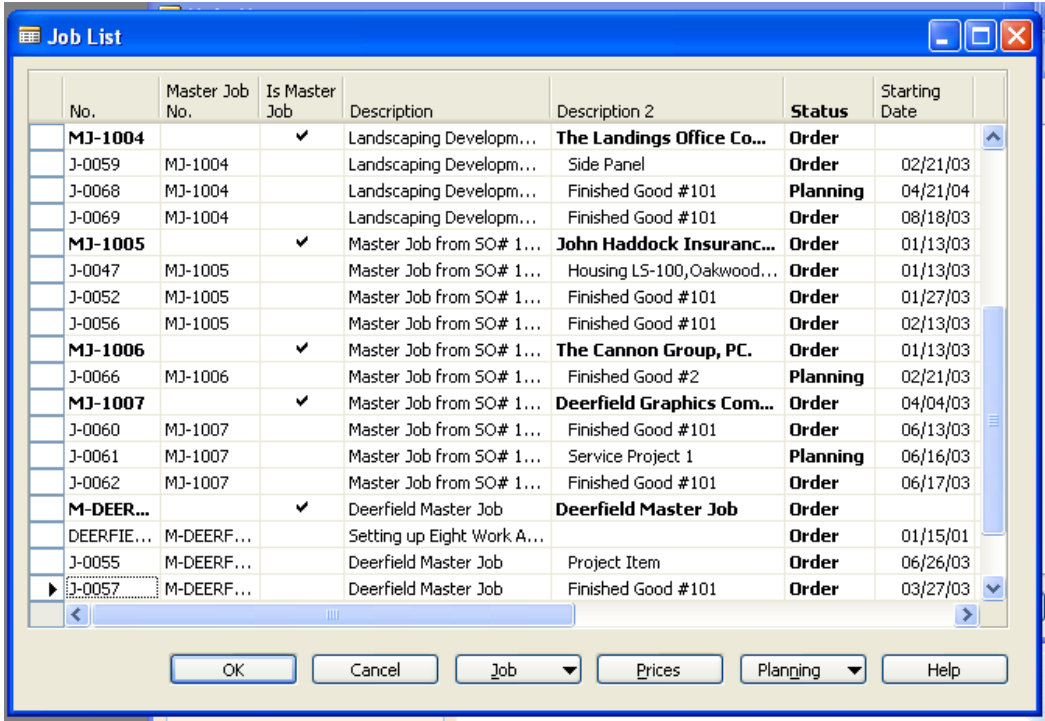 Job List
No. Master Job No. Is Master Job Description Description 2 Status Starting Date
MJ-1004 ✔ Landscaping Developm... The Landings Office Co... Order
J-0059 MJ-1004 Landscaping Developm... Side Panel Order 02/21/03
J-0068 MJ-1004 Landscaping Developm... Finished Good #101 Planning 04/21/04
J-0069 MJ-1004 Landscaping Developm... Finished Good #101 Order 08/18/03
MJ-1005 ✔ Master Job from SO# 1... John Haddock Insuranc... Order 01/13/03
J-0047 MJ-1005 Master Job from SO# 1... Housing LS-100,Oakwood... Order 01/13/03
J-0052 MJ-1005 Master Job from SO# 1... Finished Good #101 Order 01/27/03
J-0056 MJ-1005 Master Job from SO# 1... Finished Good #101 Order 02/13/03
MJ-1006 ✔ Master Job from SO# 1... The Cannon Group, PC. Order 01/13/03
J-0066 MJ-1006 Master Job from SO# 1... Finished Good #2 Planning 02/21/03
MJ-1007 ✔ Master Job from SO# 1... Deerfield Graphics Com... Order 04/04/03
J-0060 MJ-1007 Master Job from SO# 1... Finished Good #101 Order 06/13/03
J-0061 MJ-1007 Master Job from SO# 1... Service Project 1 Planning 06/16/03
J-0062 MJ-1007 Master Job from SO# 1... Finished Good #101 Order 06/17/03
M-DEER... ✔ Deerfield Master Job Deerfield Master Job Order
DEERFIE... M-DEERF... Setting up Eight Work A... Order 01/15/01
J-0055 M-DEERF... Deerfield Master Job Project Item Order 06/26/03
J-0057 M-DEERF... Deerfield Master Job Finished Good #101 Order 03/27/03
OK Cancel Job Prices Planning Help